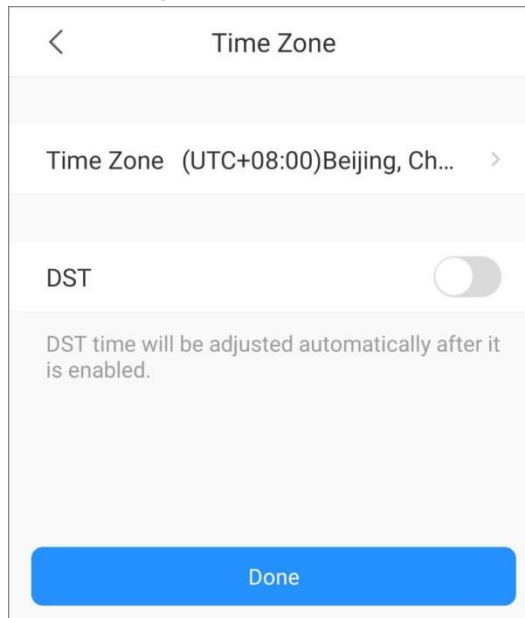 Time Zone
Time Zone (UTC+08:00)Beijing, Ch...
DST
DST time will be adjusted automatically after it
is enabled.
Done